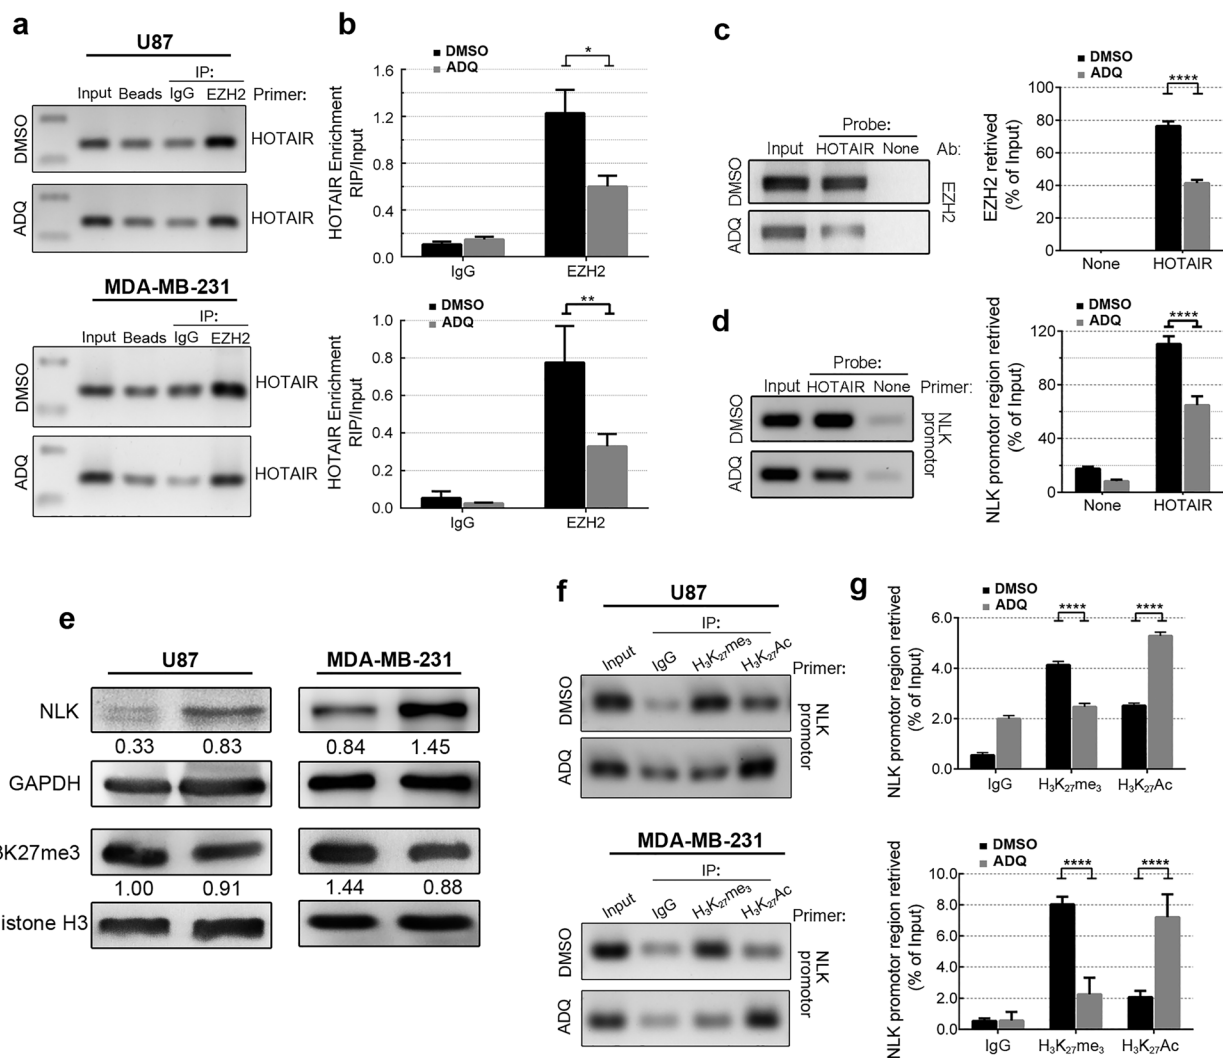 a
U87
IP:
Input Beads IgG EZH2 Primer:
DMSO
HOTAIR
ADQ
HOTAIR
MDA-MB-231
IP:
Input Beads IgG EZH2
DMSO
HOTAIR
ADQ
HOTAIR
b
DMSO
ADQ
*
HOTAIR Enrichment
RIP/Input
1.6
1.2
0.8
0.4
0.0
IgG EZH2
DMSO
ADQ
**
HOTAIR Enrichment
RIP/Input
1.0
0.8
0.6
0.4
0.2
0.0
IgG EZH2
c
Probe:
Input HOTAIR None Ab:
DMSO
ADQ
EZH2
DMSO
ADQ
****
EZH2 retrived
(% of Input)
100
80
60
40
20
0
None HOTAIR
d
Probe:
Input HOTAIR None Primer:
DMSO
ADQ
NLK
promotor
DMSO
ADQ
****
NLK promotor region retrived
(% of Input)
120
80
40
0
None HOTAIR
e
U87 MDA-MB-231
NLK
0.33 0.83 0.84 1.45
GAPDH
3K27me3
1.00 0.91 1.44 0.88
istone H3
f
U87
IP:
Input IgG H3K27me3 H3K27Ac Primer:
DMSO
ADQ
NLK
promotor
MDA-MB-231
IP:
Input IgG H3K27me3 H3K27Ac Primer:
DMSO
ADQ
NLK
promotor
g
DMSO
ADQ
**** ****
NLK promotor region retrived
(% of Input)
6.0
4.0
2.0
0.0
IgG H3K27me3 H3K27Ac
DMSO
ADQ
**** ****
NLK promotor region retrived
(% of Input)
10.0
8.0
6.0
4.0
2.0
0.0
IgG H3K27me3 H3K27Ac